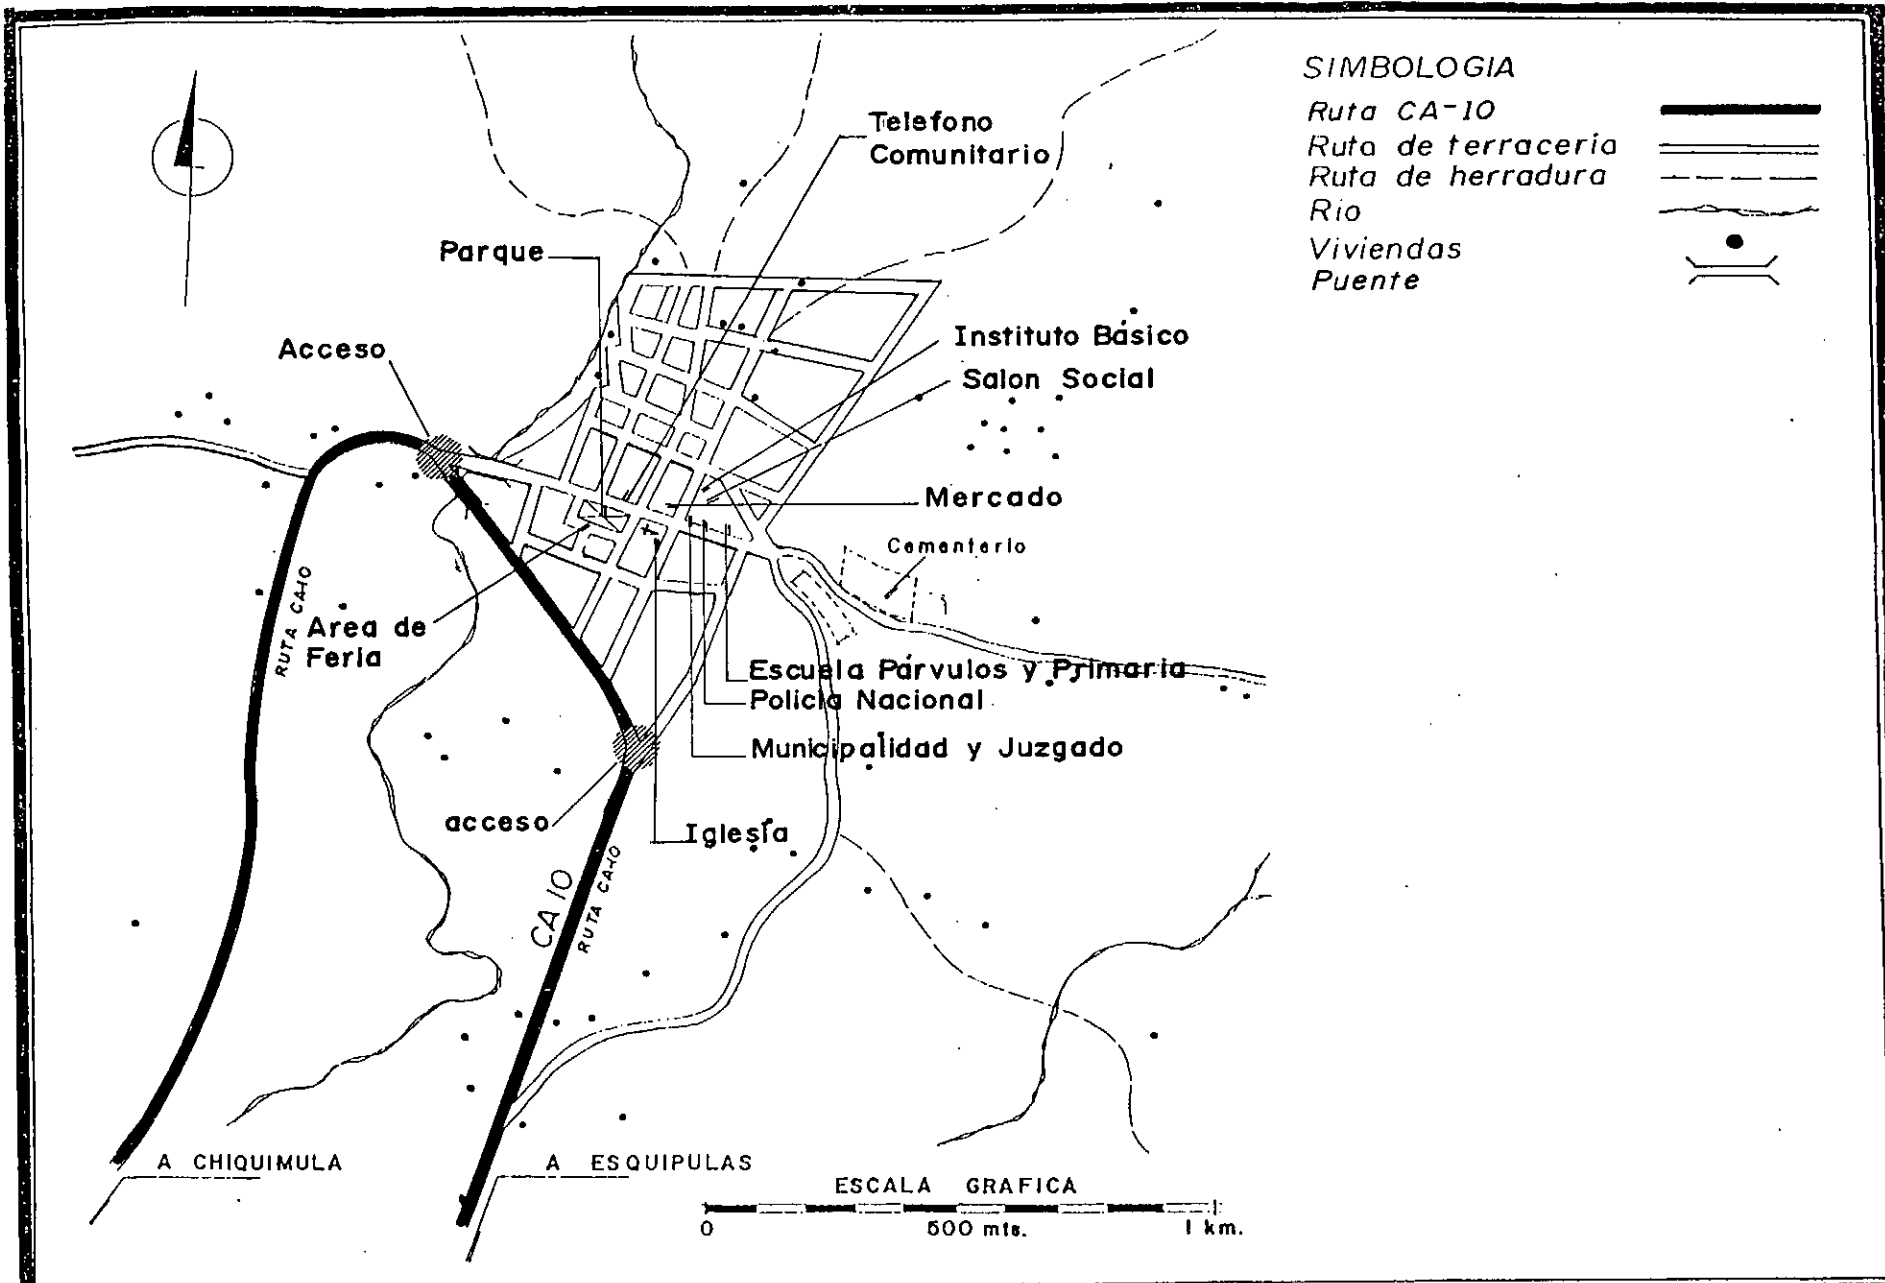 SIMBOLOGIA
Ruta CA-10
Ruta de terraceria
Ruta de herradura
Rio
Viviendas
Puente
Telefono
Comunitario
Parque
Acceso
Instituto Básico
Salon Social
Mercado
Cementerio
Area de
Feria
RUTA CA-10
Escuela Párvulos y Primaria
Policia Nacional
Municipalidad y Juzgado
acceso
Iglesia
CA 10
RUTA CA-10
A CHIQUIMULA
A ESQUIPULAS
ESCALA GRAFICA
0 500 mts. 1 km.